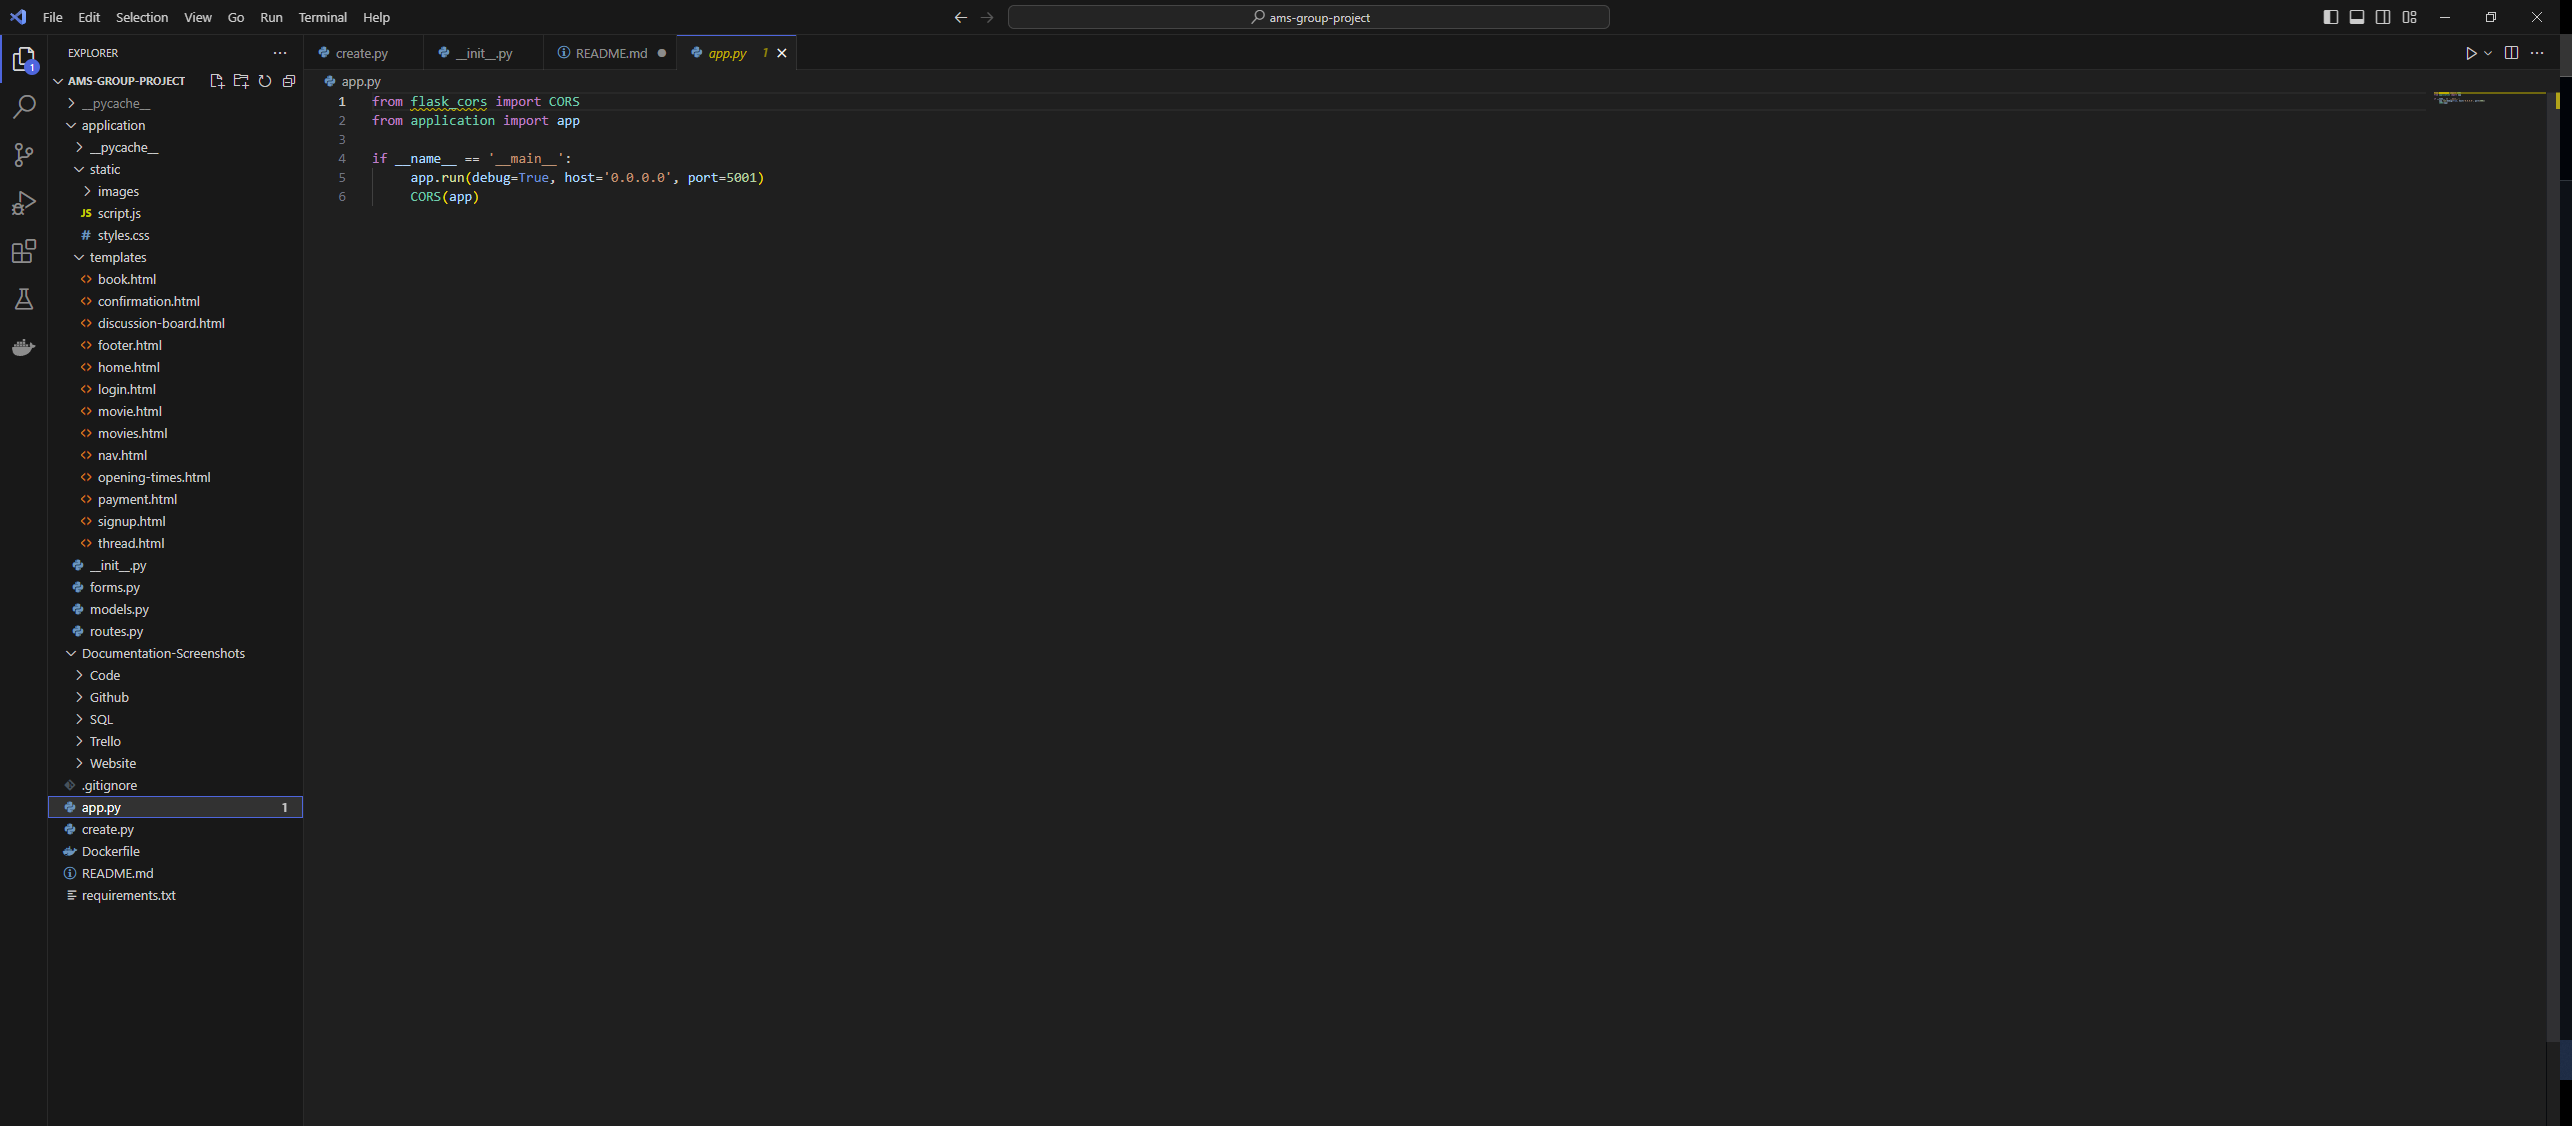 File Edit Selection View Go Run Terminal Help
ams-group-project
EXPLORER
AMS-GROUP-PROJECT
__pycache__
application
__pycache__
static
images
JS script.js
# styles.css
templates
<> book.html
<> confirmation.html
<> discussion-board.html
<> footer.html
<> home.html
<> login.html
<> movie.html
<> movies.html
<> nav.html
<> opening-times.html
<> payment.html
<> signup.html
<> thread.html
__init__.py
forms.py
models.py
routes.py
Documentation-Screenshots
Code
Github
SQL
Trello
Website
.gitignore
app.py 1
create.py
Dockerfile
README.md
requirements.txt
1
create.py __init__.py README.md app.py 1
app.py
1 from flask_cors import CORS
2 from application import app
3
4 if __name__ == '__main__':
5 app.run(debug=True, host='0.0.0.0', port=5001)
6 CORS(app)